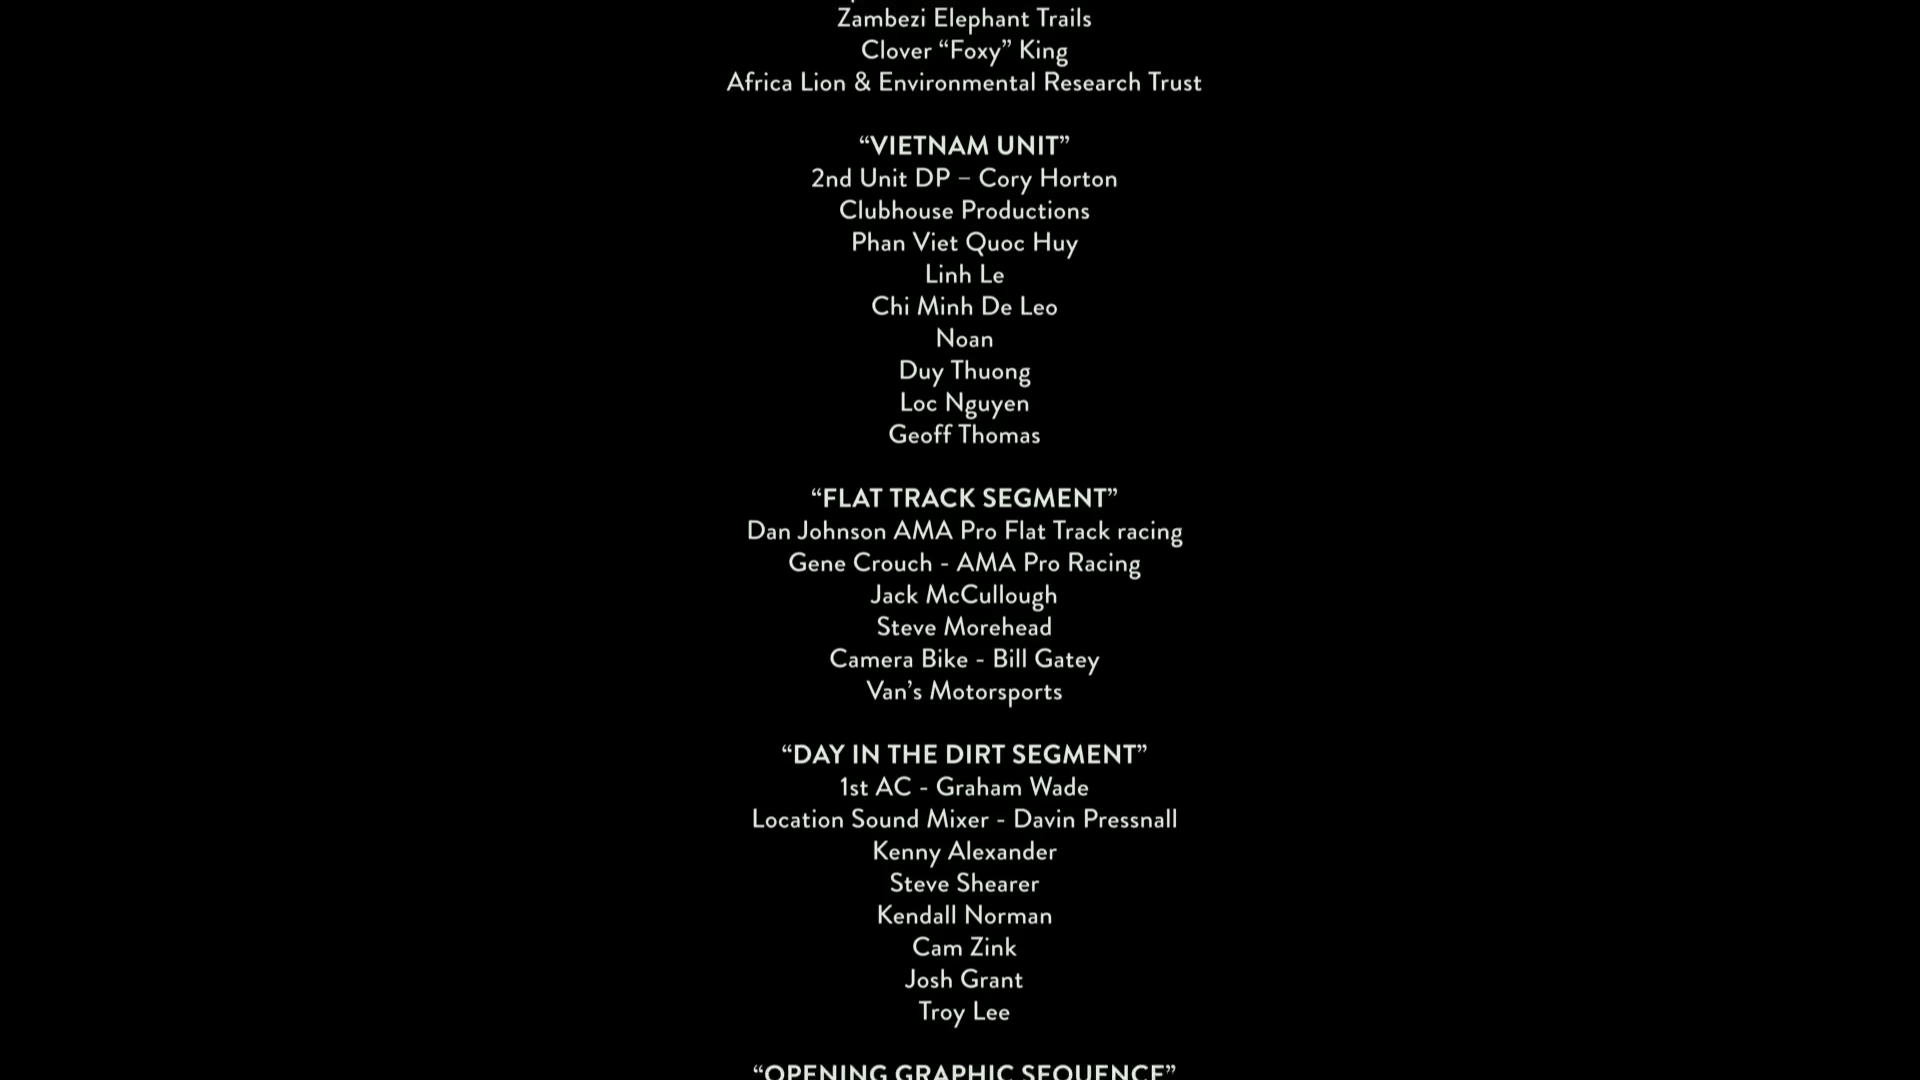 Zambezi Elephant Trails
Clover “Foxy” King
Africa Lion & Environmental Research Trust
“VIETNAM UNIT”
2nd Unit DP – Cory Horton
Clubhouse Productions
Phan Viet Quoc Huy
Linh Le
Chi Minh De Leo
Noan
Duy Thuong
Loc Nguyen
Geoff Thomas
“FLAT TRACK SEGMENT”
Dan Johnson AMA Pro Flat Track racing
Gene Crouch - AMA Pro Racing
Jack McCullough
Steve Morehead
Camera Bike - Bill Gatey
Van’s Motorsports
“DAY IN THE DIRT SEGMENT”
1st AC - Graham Wade
Location Sound Mixer - Davin Pressnall
Kenny Alexander
Steve Shearer
Kendall Norman
Cam Zink
Josh Grant
Troy Lee
“OPENING GRAPHIC SEQUENCE”